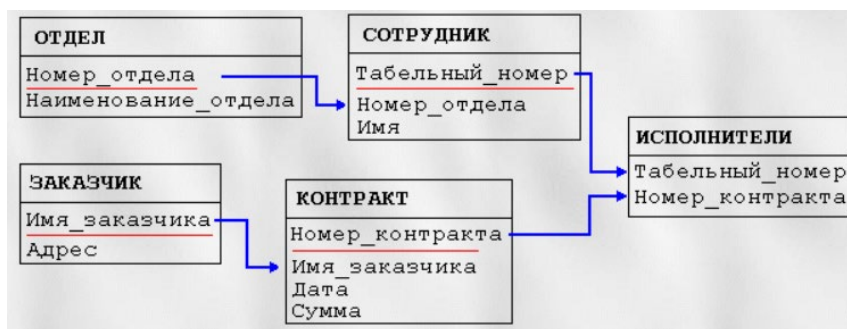 ОТДЕЛ
Номер_отдела
Наименование_отдела
СОТРУДНИК
Табельный_номер
Номер_отдела
Имя
ИСПОЛНИТЕЛИ
Табельный_номер
Номер_контракта
ЗАКАЗЧИК
Имя_заказчика
Адрес
КОНТРАКТ
Номер_контракта
Имя_заказчика
Дата
Сумма